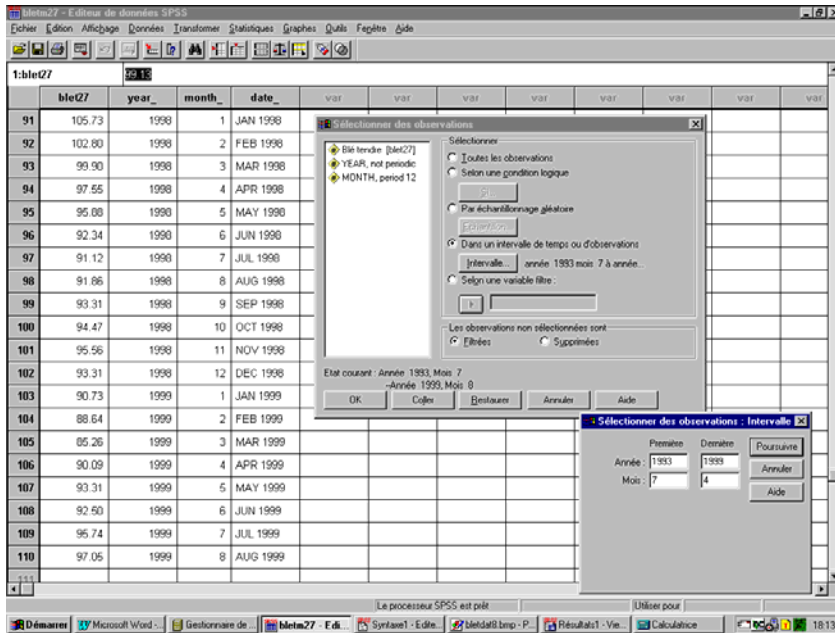 bletm27 - Editeur de données SPSS
Fichier Edition Affichage Données Transformer Statistiques Graphes Outils Fenêtre Aide
1:blet27 99.13
blet27 year_ month_ date_ var var var var var var var
91 105.73 1998 1 JAN 1998
92 102.80 1998 2 FEB 1998
93 99.90 1998 3 MAR 1998
94 97.55 1998 4 APR 1998
95 95.88 1998 5 MAY 1998
96 92.34 1998 6 JUN 1998
97 91.12 1998 7 JUL 1998
98 91.86 1998 8 AUG 1998
99 93.31 1998 9 SEP 1998
100 94.47 1998 10 OCT 1998
101 95.56 1998 11 NOV 1998
102 93.31 1998 12 DEC 1998
103 90.73 1999 1 JAN 1999
104 88.64 1999 2 FEB 1999
105 85.26 1999 3 MAR 1999
106 90.09 1999 4 APR 1999
107 93.31 1999 5 MAY 1999
108 92.50 1999 6 JUN 1999
109 95.74 1999 7 JUL 1999
110 97.05 1999 8 AUG 1999
111
Sélectionner des observations
Blé tendre [blet27]
YEAR, not periodic
MONTH, period 12
Sélectionner
Toutes les observations
Selon une condition logique
Si...
Par échantillonnage aléatoire
Echantillon...
Dans un intervalle de temps ou d'observations
Intervalle... année 1993 mois 7 à année...
Selon une variable filtre :
Les observations non sélectionnées sont
Filtrées Supprimées
Etat courant : Année 1993, Mois 7
--Année 1999, Mois 8
OK Coller Restaurer Annuler Aide
Sélectionner des observations : Intervalle
Première Dernière Poursuivre
Année : 1993 1999
Annuler
Mois : 7 4
Aide
Le processeur SPSS est prêt Utiliser pour
Démarrer Microsoft Word -... Gestionnaire de ... bletm27 - Edi... Syntaxe1 - Edite... bletdat8.bmp - P... Résultats1 - Vie... Calculatrice 18:13